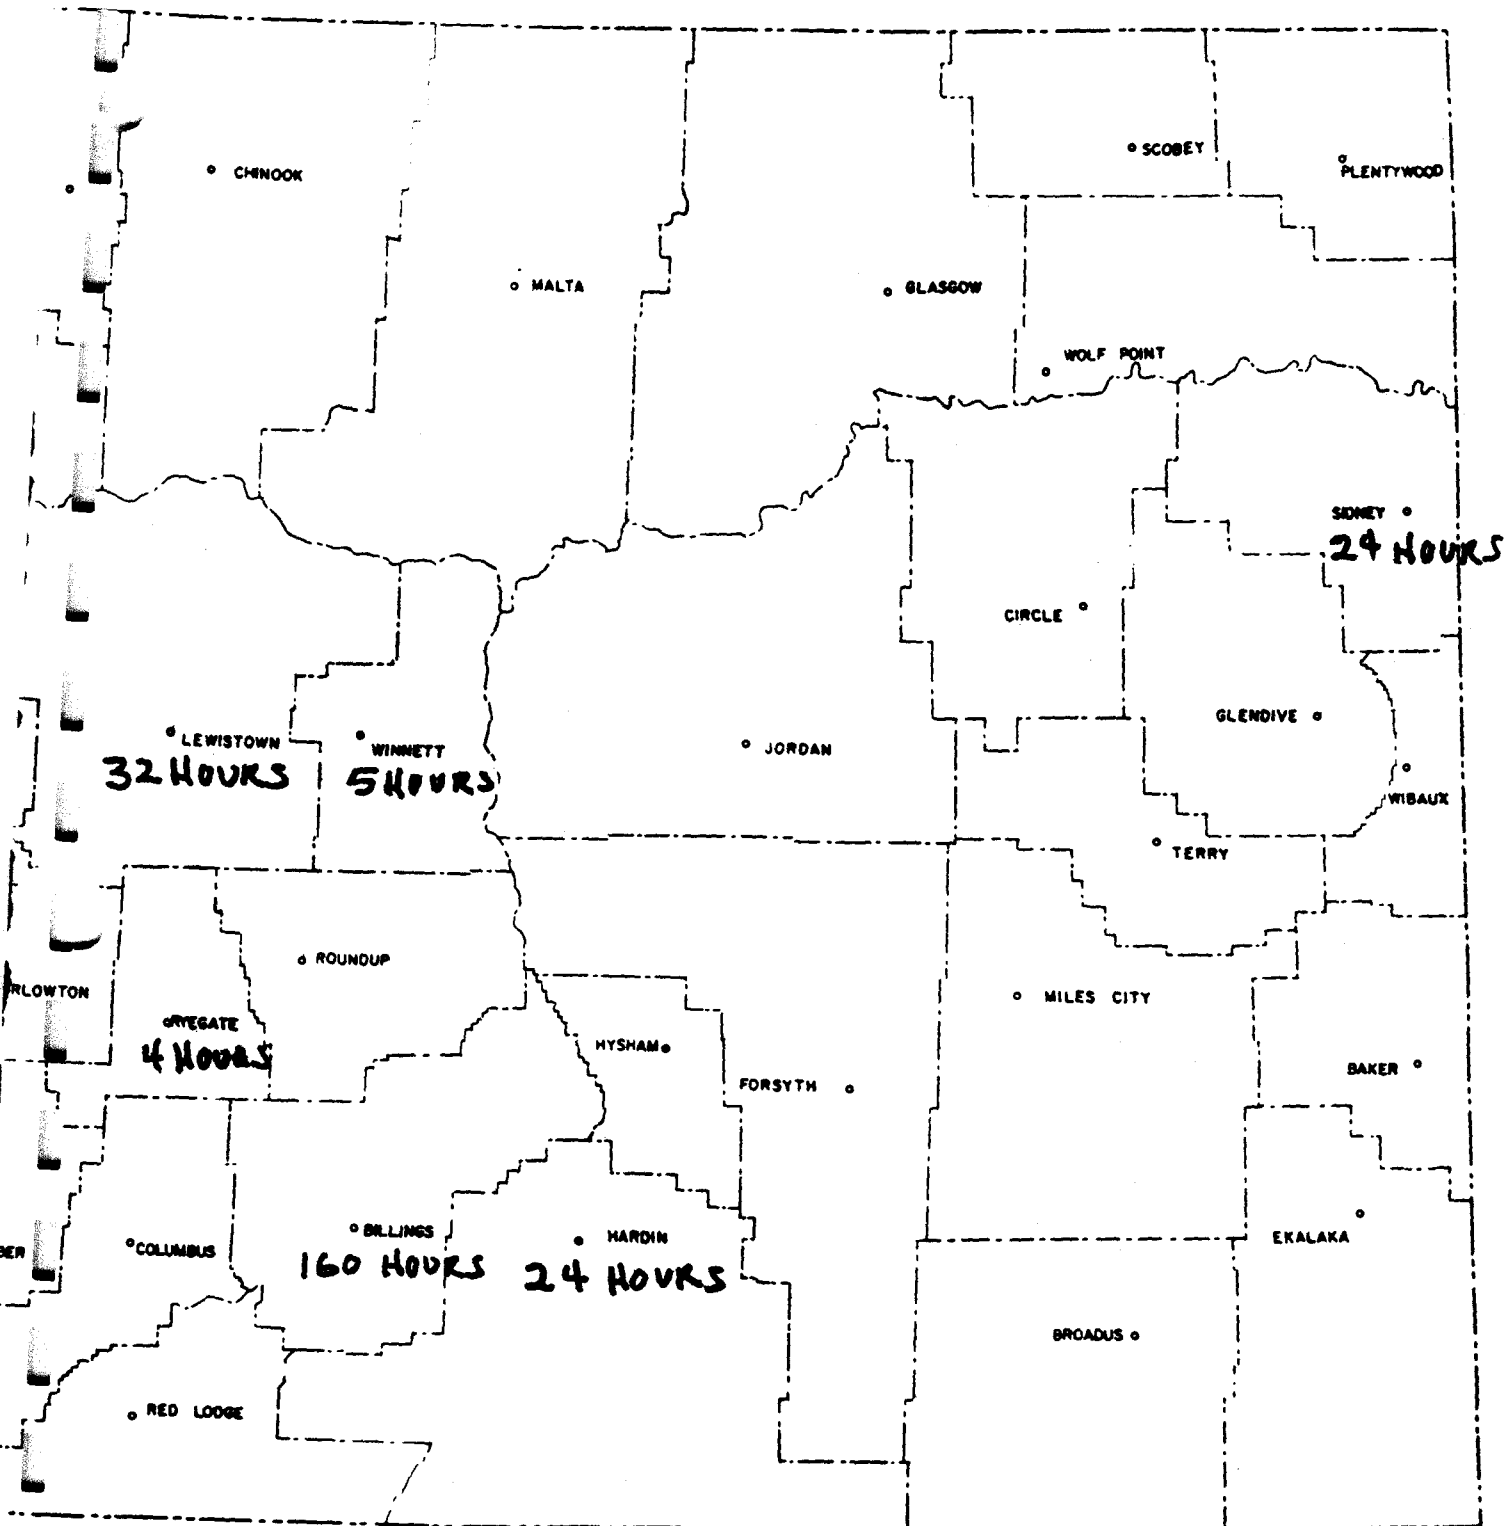 SCOBEY
PLENTYWOOD
CHINOOK
MALTA
GLASGOW
WOLF POINT
SIDNEY
24 HOURS
CIRCLE
GLENDIVE
LEWISTOWN
32 HOURS
WINNETT
5 HOURS
JORDAN
WIBAUX
TERRY
ROUNDUP
RLOWTON
MILES CITY
RYEGATE
4 HOURS
HYSHAM
FORSYTH
BAKER
COLUMBUS
BILLINGS
160 HOURS
HARDIN
24 HOURS
BER
EKALAKA
BROADUS
RED LODGE